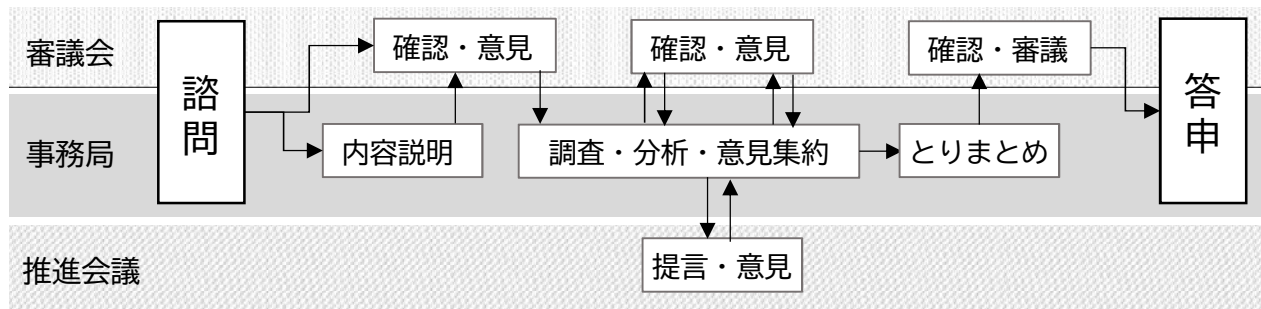 審議会
確認・意見
確認・意見
確認・審議
諮問
答申
事務局
内容説明
調査・分析・意見集約
とりまとめ
推進会議
提言・意見